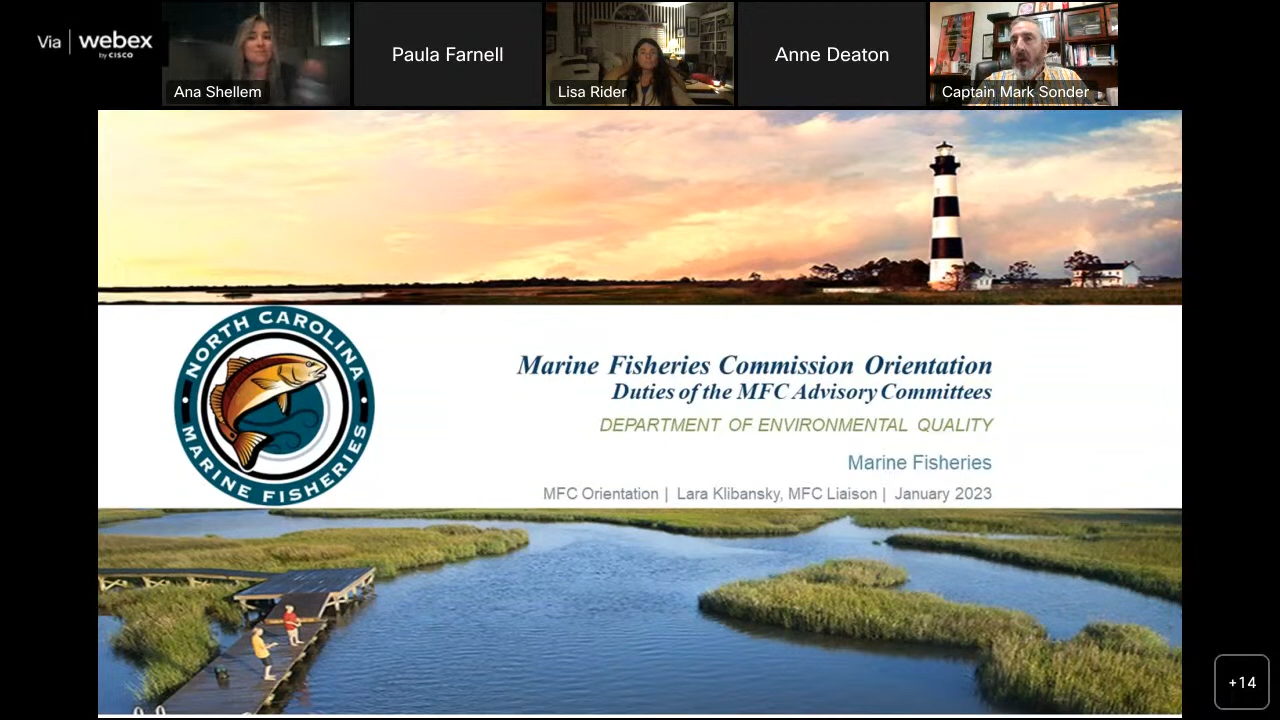 Via webex
by CISCO
Ana Shellem
Paula Farnell
Lisa Rider
Anne Deaton
Captain Mark Sonder
NORTH CAROLINA
MARINE FISHERIES
Marine Fisheries Commission Orientation
Duties of the MFC Advisory Committees
DEPARTMENT OF ENVIRONMENTAL QUALITY
Marine Fisheries
MFC Orientation | Lara Klibansky, MFC Liaison | January 2023
+14